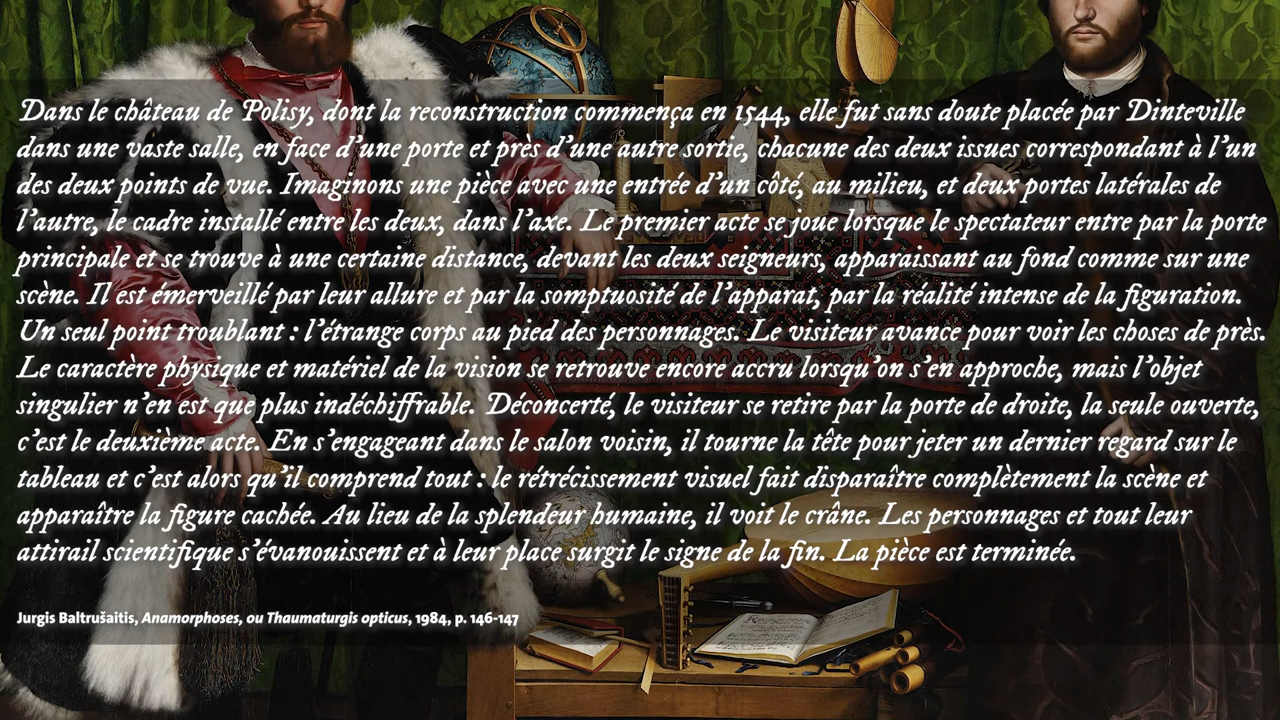 Dans le château de Polisy, dont la reconstruction commença en 1544, elle fut sans doute placée par Dinteville
dans une vaste salle, en face d’une porte et près d’une autre sortie, chacune des deux issues correspondant à l’un
des deux points de vue. Imaginons une pièce avec une entrée d’un côté, au milieu, et deux portes latérales de
l’autre, le cadre installé entre les deux, dans l’axe. Le premier acte se joue lorsque le spectateur entre par la porte
principale et se trouve à une certaine distance, devant les deux seigneurs, apparaissant au fond comme sur une
scène. Il est émerveillé par leur allure et par la somptuosité de l’apparat, par la réalité intense de la figuration.
Un seul point troublant : l’étrange corps au pied des personnages. Le visiteur avance pour voir les choses de près.
Le caractère physique et matériel de la vision se retrouve encore accru lorsqu’on s’en approche, mais l’objet
singulier n’en est que plus indéchiffrable. Déconcerté, le visiteur se retire par la porte de droite, la seule ouverte,
c’est le deuxième acte. En s’engageant dans le salon voisin, il tourne la tête pour jeter un dernier regard sur le
tableau et c’est alors qu’il comprend tout : le rétrécissement visuel fait disparaître complètement la scène et
apparaître la figure cachée. Au lieu de la splendeur humaine, il voit le crâne. Les personnages et tout leur
attirail scientifique s’évanouissent et à leur place surgit le signe de la fin. La pièce est terminée.
Jurgis Baltrušaitis, Anamorphoses, ou Thaumaturgis opticus, 1984, p. 146-147